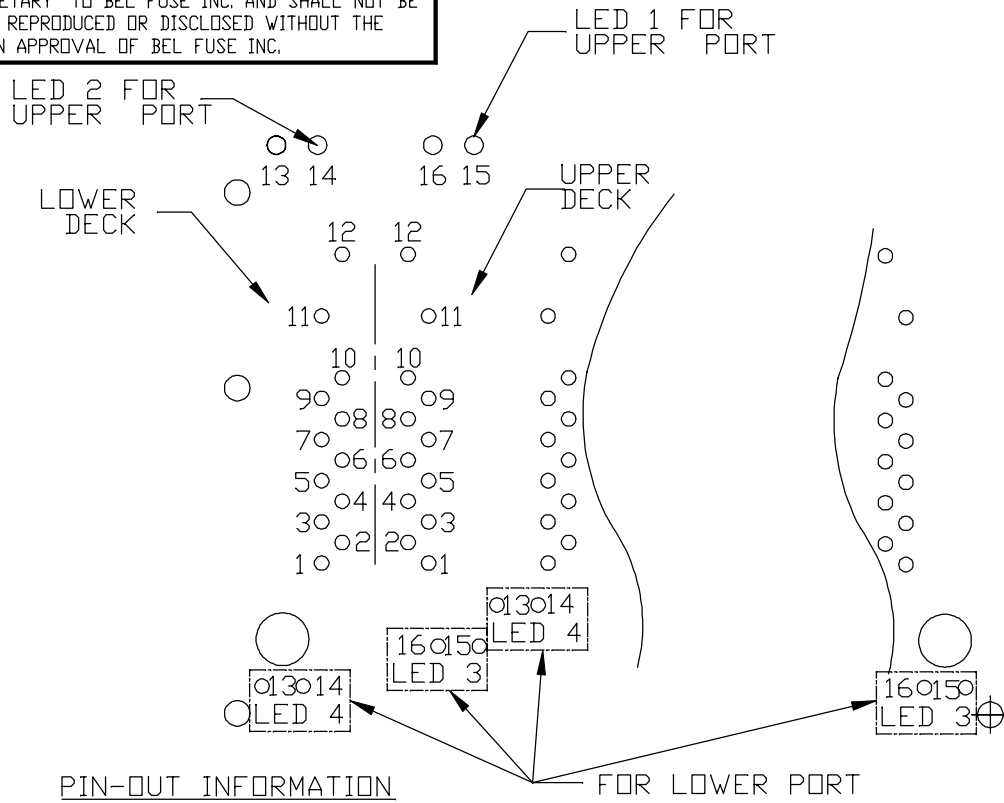 ETARY TO BEL FUSE INC. AND SHALL NOT BE
REPRODUCED OR DISCLOSED WITHOUT THE
N APPROVAL OF BEL FUSE INC.
LED 1 FOR
UPPER PORT
LED 2 FOR
UPPER PORT
13 14
16 15
LOWER
DECK
UPPER
DECK
12 12
11 11
10 10
9 9
8 8
7 7
6 6
5 5
4 4
3 3
2 2
1 1
13 14
LED 4
16 15
LED 3
13 14
LED 4
16 15
LED 3
PIN-OUT INFORMATION
FOR LOWER PORT